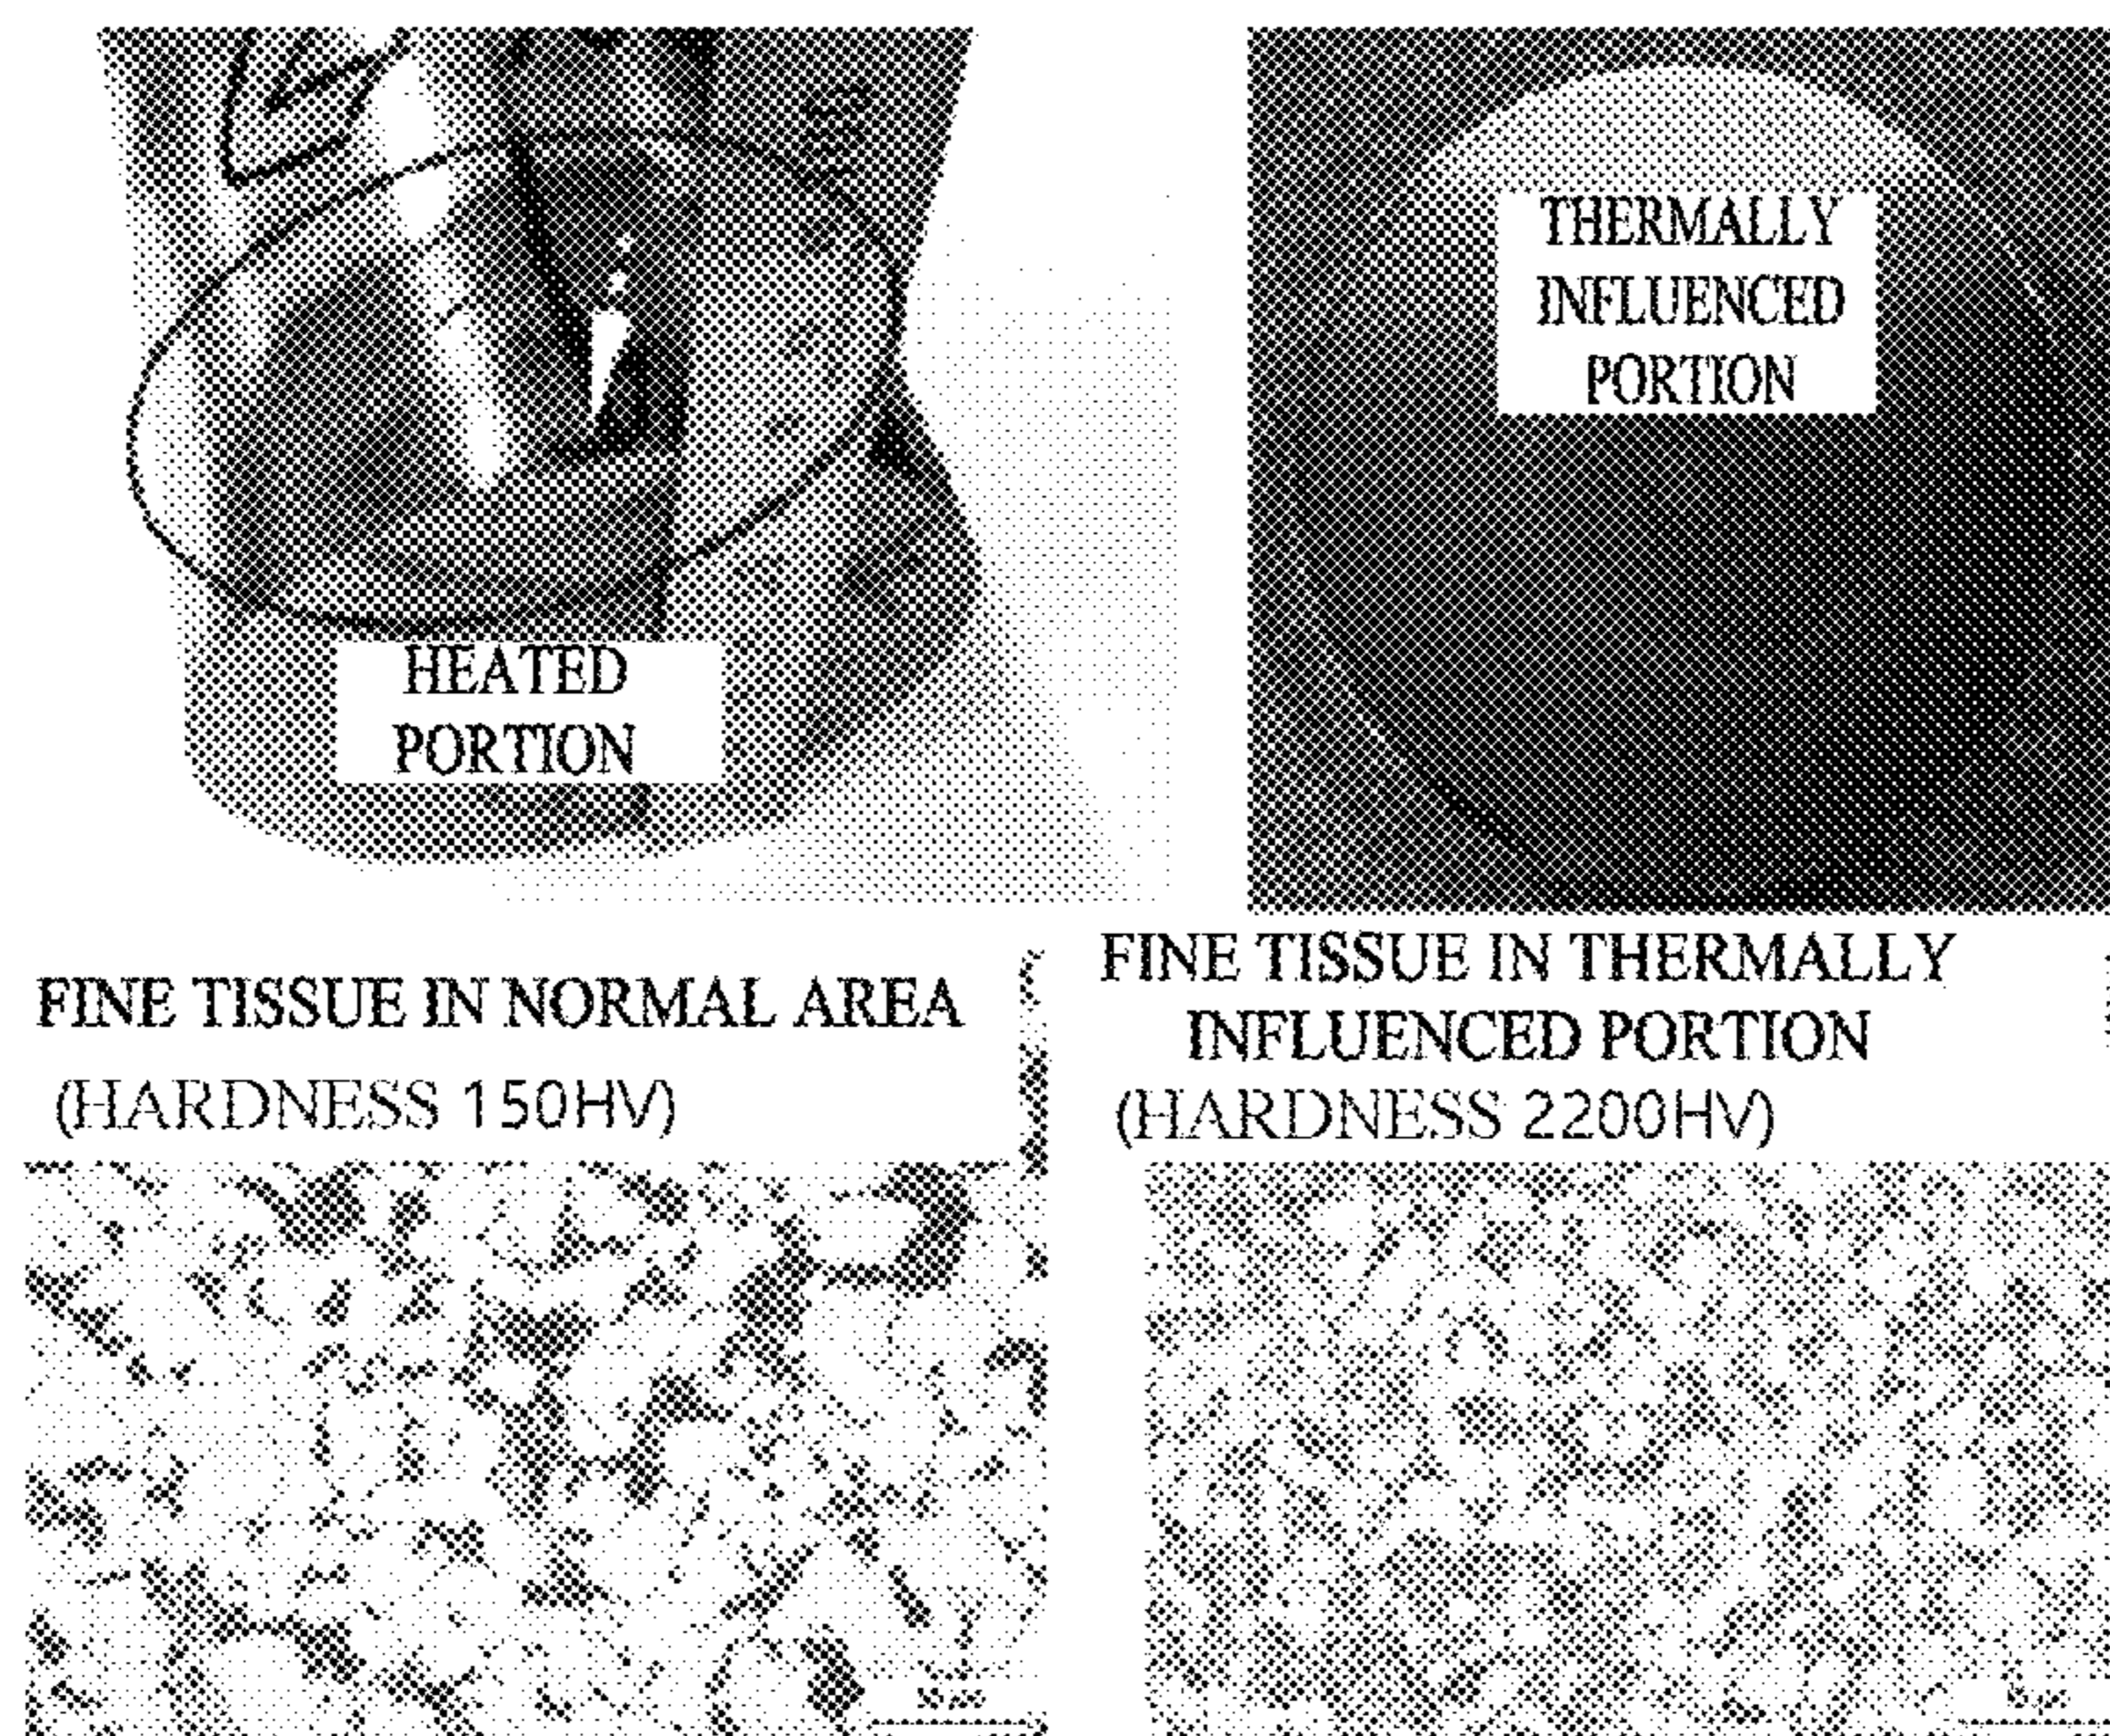 HEATED
PORTION
THERMALLY
INFLUENCED
PORTION
FINE TISSUE IN NORMAL AREA
(HARDNESS 150HV)
FINE TISSUE IN THERMALLY
INFLUENCED PORTION
(HARDNESS 2200HV)